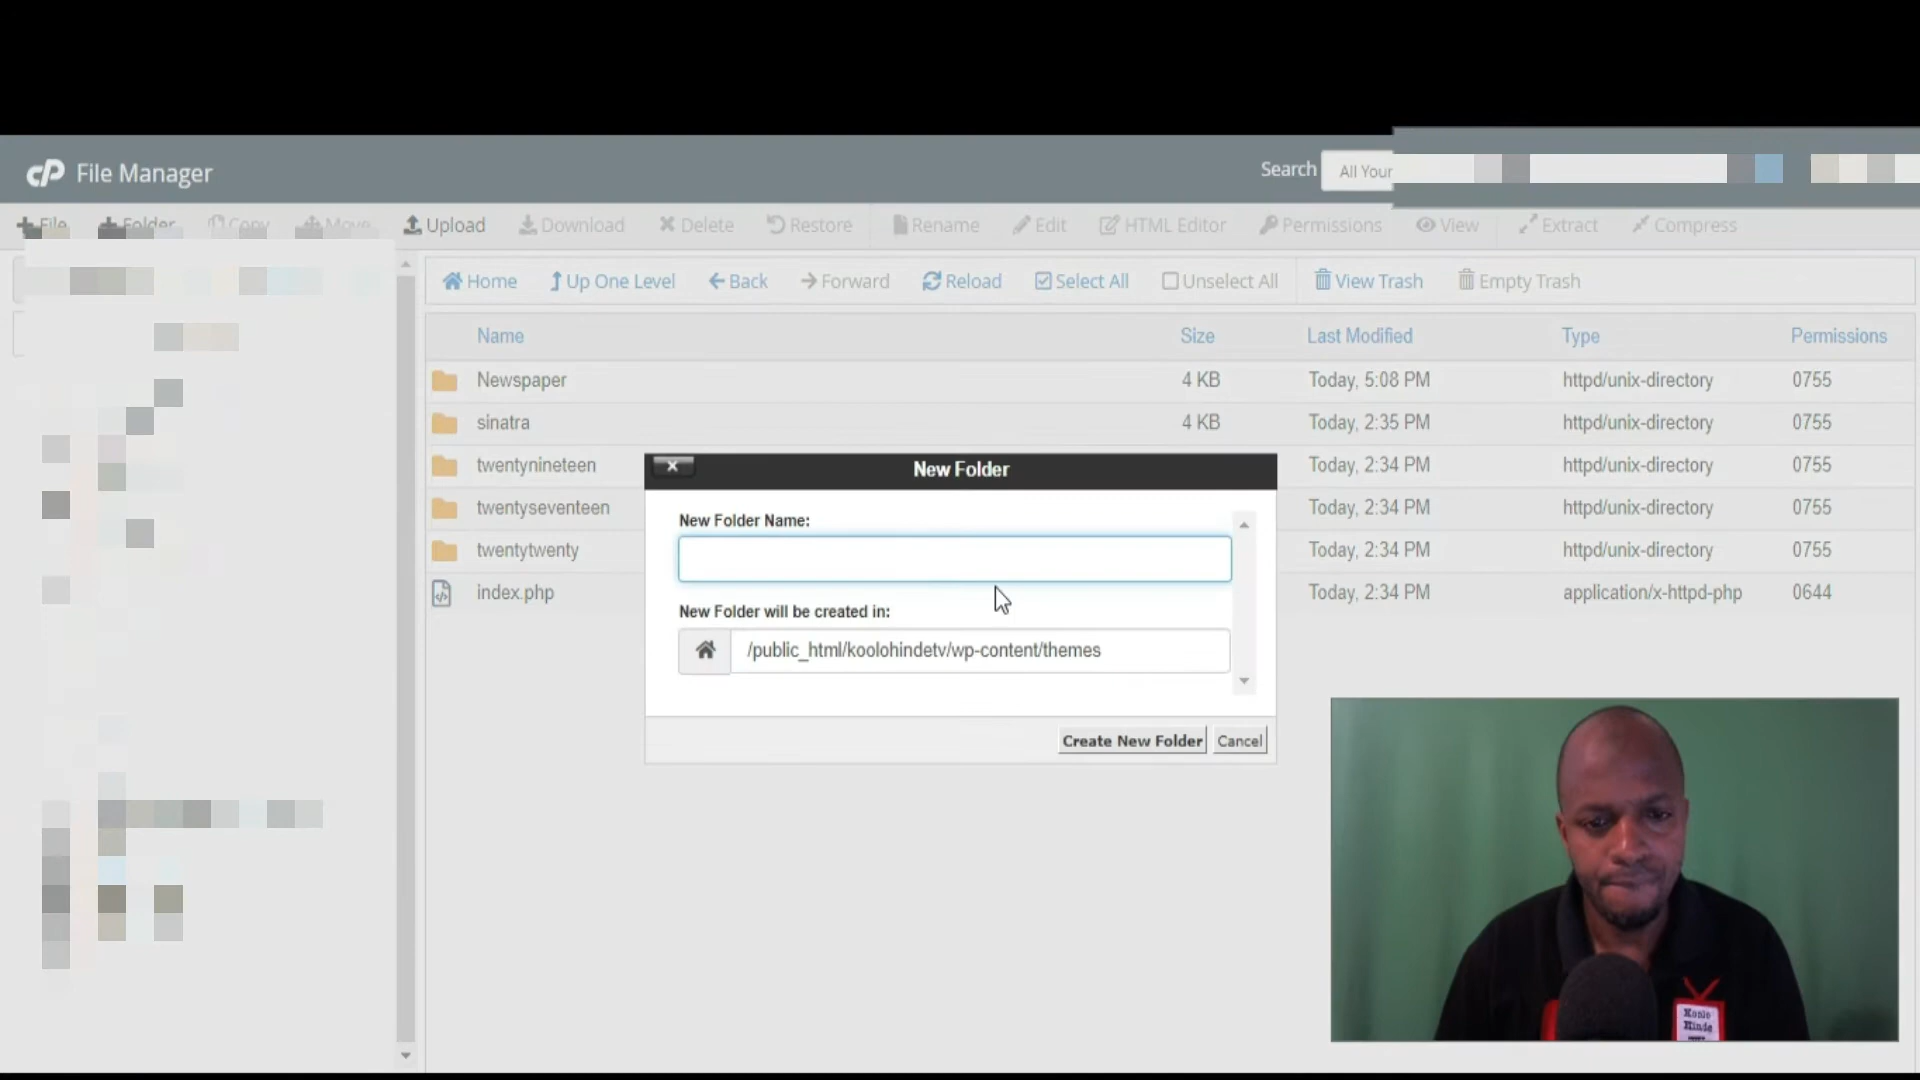 cP File Manager
Search All Your
File Folder Copy Move Upload Download Delete Restore Rename Edit HTML Editor Permissions View Extract Compress
Home Up One Level Back Forward Reload Select All Unselect All View Trash Empty Trash
Name Size Last Modified Type Permissions
Newspaper 4 KB Today, 5:08 PM httpd/unix-directory 0755
sinatra 4 KB Today, 2:35 PM httpd/unix-directory 0755
twentynineteen Today, 2:34 PM httpd/unix-directory 0755
twentyseventeen Today, 2:34 PM httpd/unix-directory 0755
twentytwenty Today, 2:34 PM httpd/unix-directory 0755
index.php Today, 2:34 PM application/x-httpd-php 0644
New Folder
New Folder Name:
New Folder will be created in:
/public_html/koolohindetv/wp-content/themes
Create New Folder Cancel
Hinde